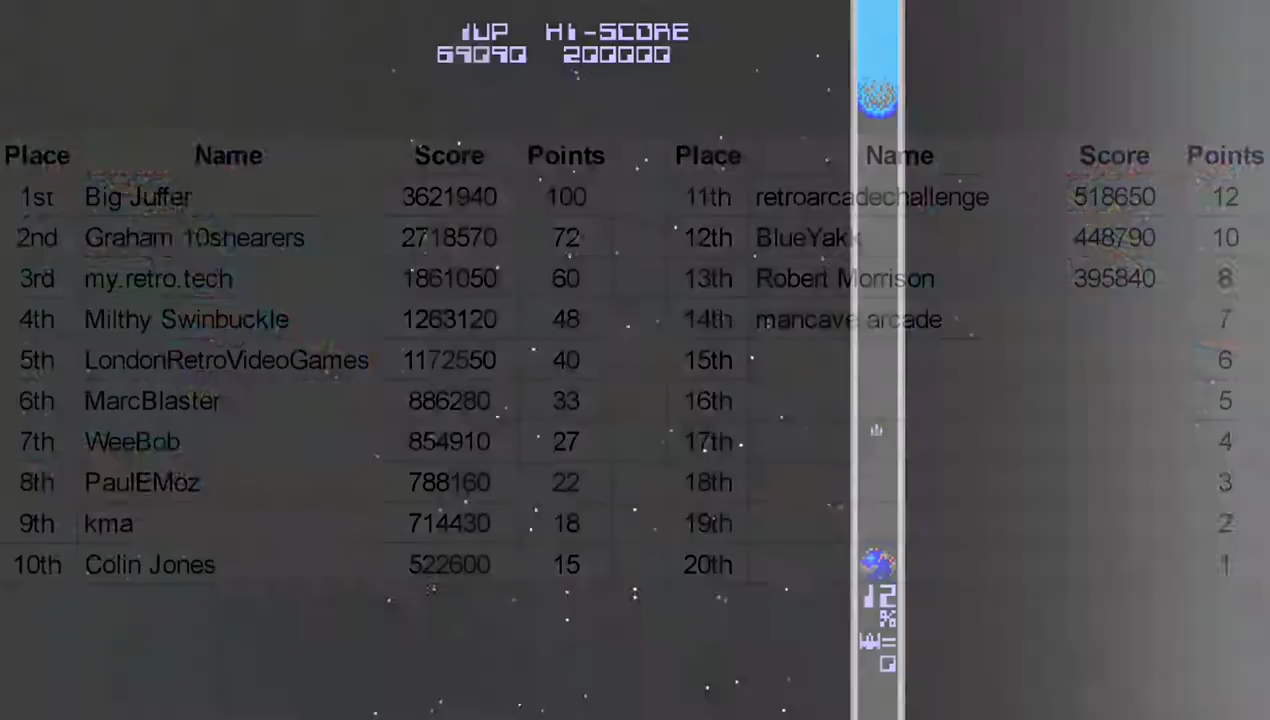 1UP HI-SCORE
69090 200000
Place Name Score Points Place Name Score Points
1st Big Juffer 3621940 100 11th retroarcadechallenge 518650 12
2nd Graham 10shearers 2718570 72 12th BlueYakx 448790 10
3rd my.retro.tech 1861050 60 13th Robert Morrison 395840 8
4th Milthy Swinbuckle 1263120 48 14th mancave arcade 7
5th LondonRetroVideoGames 1172550 40 15th 6
6th MarcBlaster 886280 33 16th 5
7th WeeBob 854910 27 17th 4
8th PaulEMoz 788160 22 18th 3
9th kma 714430 18 19th 2
10th Colin Jones 522600 15 20th 1
12
%
=
0